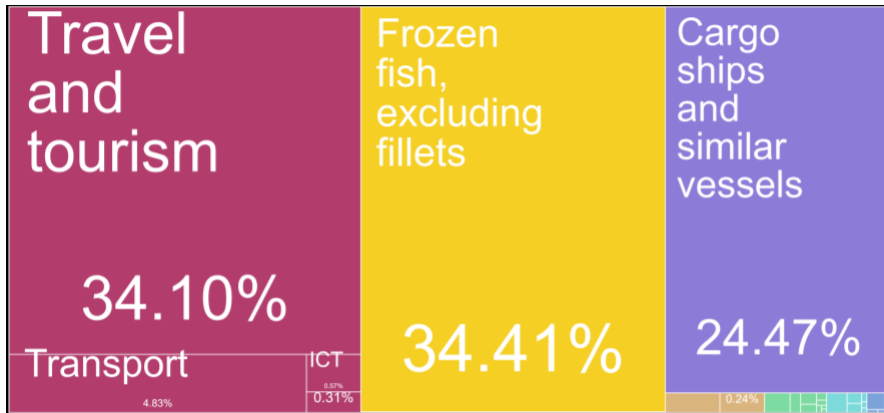 Travel
and
tourism
34.10%
Transport
4.83%
ICT
0.57%
0.31%
Frozen
fish,
excluding
fillets
34.41%
Cargo
ships
and
similar
vessels
24.47%
0.24%